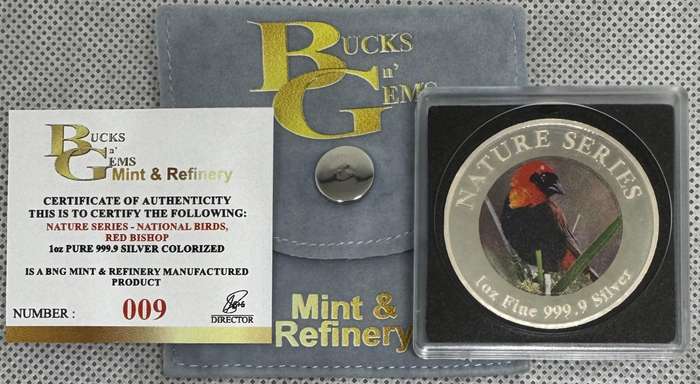 BUCKS
n'
GEMS
Mint & Refinery
CERTIFICATE OF AUTHENTICITY
THIS IS TO CERTIFY THE FOLLOWING:
NATURE SERIES - NATIONAL BIRDS,
RED BISHOP
1oz PURE 999.9 SILVER COLORIZED
IS A BNG MINT & REFINERY MANUFACTURED
PRODUCT
NUMBER : 009
DIRECTOR
BUCKS
n'
GEMS
Mint &
Refinery
NATURE SERIES
1oz Fine 999.9 Silver